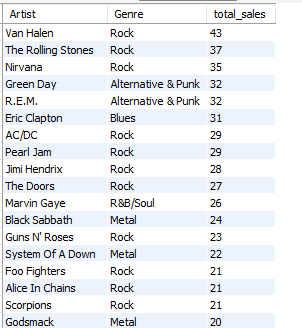 Artist Genre total_sales
Van Halen Rock 43
The Rolling Stones Rock 37
Nirvana Rock 35
Green Day Alternative & Punk 32
R.E.M. Alternative & Punk 32
Eric Clapton Blues 31
AC/DC Rock 29
Pearl Jam Rock 29
Jimi Hendrix Rock 28
The Doors Rock 27
Marvin Gaye R&B/Soul 26
Black Sabbath Metal 24
Guns N' Roses Rock 23
System Of A Down Metal 22
Foo Fighters Rock 21
Alice In Chains Rock 21
Scorpions Rock 21
Godsmack Metal 20